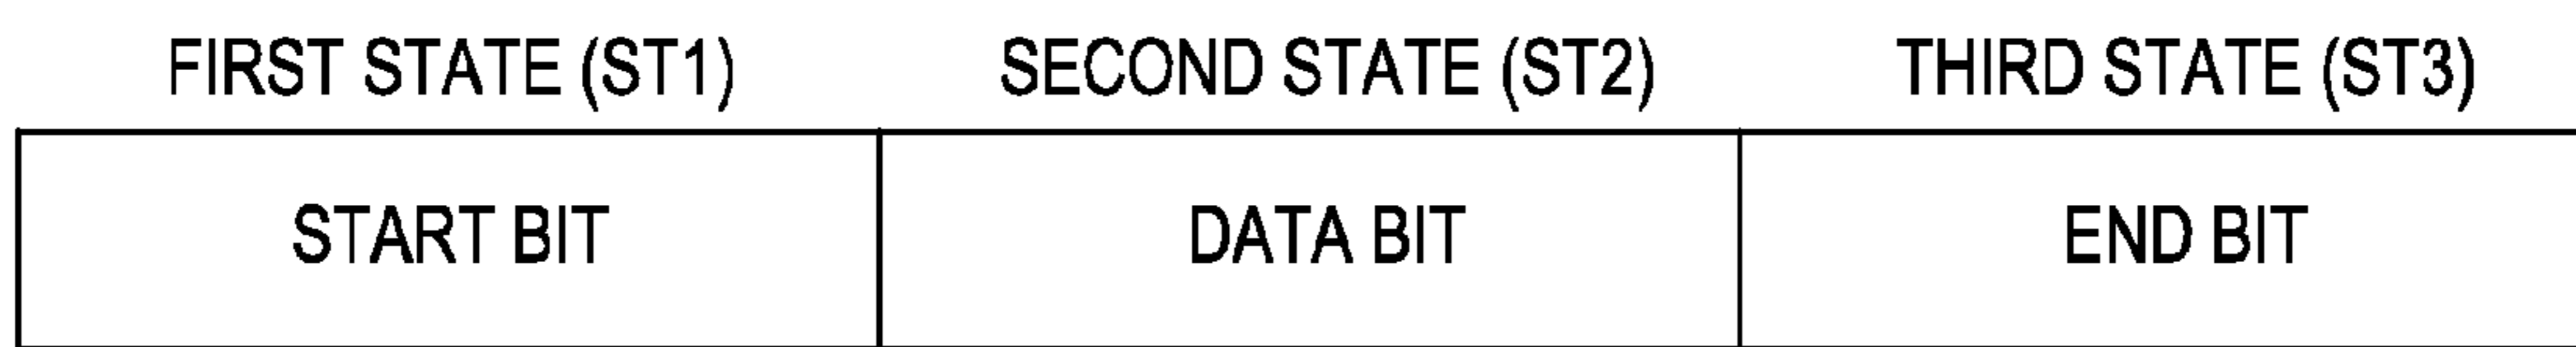 FIRST STATE (ST1) SECOND STATE (ST2) THIRD STATE (ST3)
START BIT DATA BIT END BIT